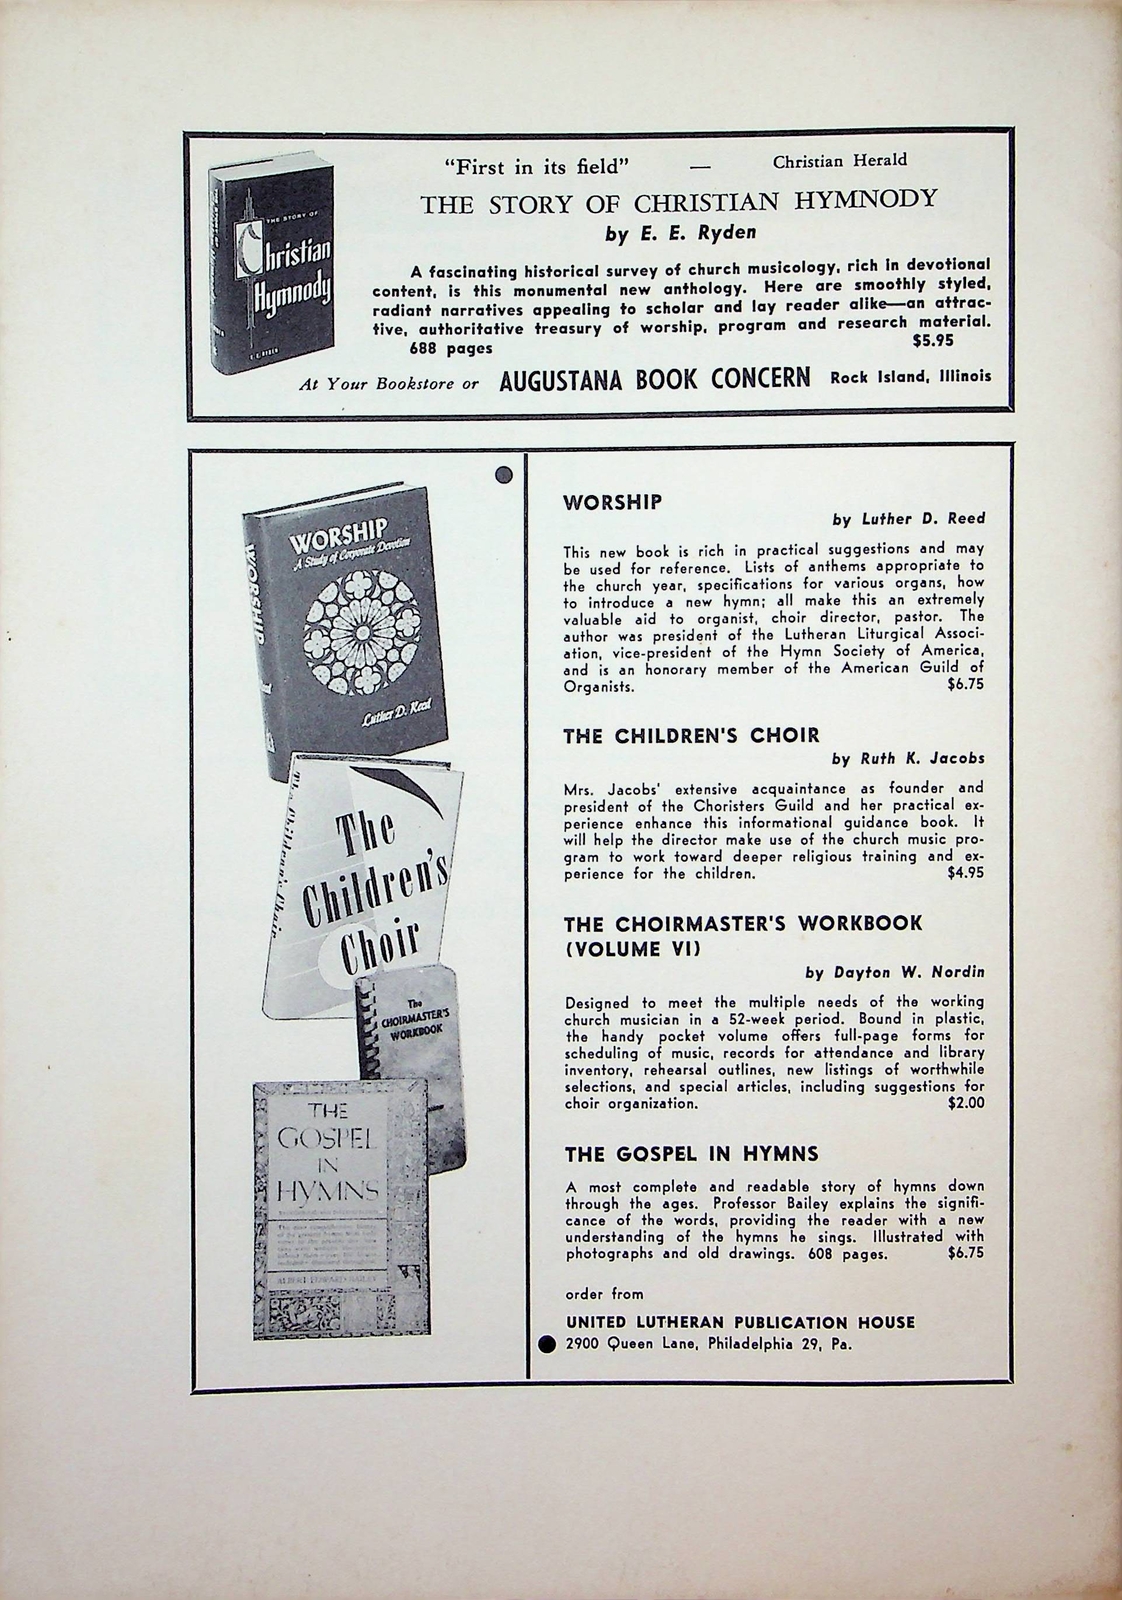 "First in its field" — Christian Herald
THE STORY OF CHRISTIAN HYMNODY
by E. E. Ryden
A fascinating historical survey of church musicology, rich in devotional
content, is this monumental new anthology. Here are smoothly styled,
radiant narratives appealing to scholar and lay reader alike—an attrac-
tive, authoritative treasury of worship, program and research material.
688 pages $5.95
At Your Bookstore or AUGUSTANA BOOK CONCERN Rock Island, Illinois
THE STORY OF
Christian
Hymnody
E. E. RYDEN
WORSHIP
A Study of Corporate Devotion
Luther D. Reed
WORSHIP
The
Children's
Choir
The Children's Choir
The
CHOIRMASTER'S
WORKBOOK
THE
GOSPEL
IN
HYMNS
ALBERT EDWARD BAILEY
WORSHIP
by Luther D. Reed
This new book is rich in practical suggestions and may
be used for reference. Lists of anthems appropriate to
the church year, specifications for various organs, how
to introduce a new hymn; all make this an extremely
valuable aid to organist, choir director, pastor. The
author was president of the Lutheran Liturgical Associ-
ation, vice-president of the Hymn Society of America,
and is an honorary member of the American Guild of
Organists. $6.75
THE CHILDREN'S CHOIR
by Ruth K. Jacobs
Mrs. Jacobs' extensive acquaintance as founder and
president of the Choristers Guild and her practical ex-
perience enhance this informational guidance book. It
will help the director make use of the church music pro-
gram to work toward deeper religious training and ex-
perience for the children. $4.95
THE CHOIRMASTER'S WORKBOOK
(VOLUME VI)
by Dayton W. Nordin
Designed to meet the multiple needs of the working
church musician in a 52-week period. Bound in plastic,
the handy pocket volume offers full-page forms for
scheduling of music, records for attendance and library
inventory, rehearsal outlines, new listings of worthwhile
selections, and special articles, including suggestions for
choir organization. $2.00
THE GOSPEL IN HYMNS
A most complete and readable story of hymns down
through the ages. Professor Bailey explains the signifi-
cance of the words, providing the reader with a new
understanding of the hymns he sings. Illustrated with
photographs and old drawings. 608 pages. $6.75
order from
UNITED LUTHERAN PUBLICATION HOUSE
2900 Queen Lane, Philadelphia 29, Pa.